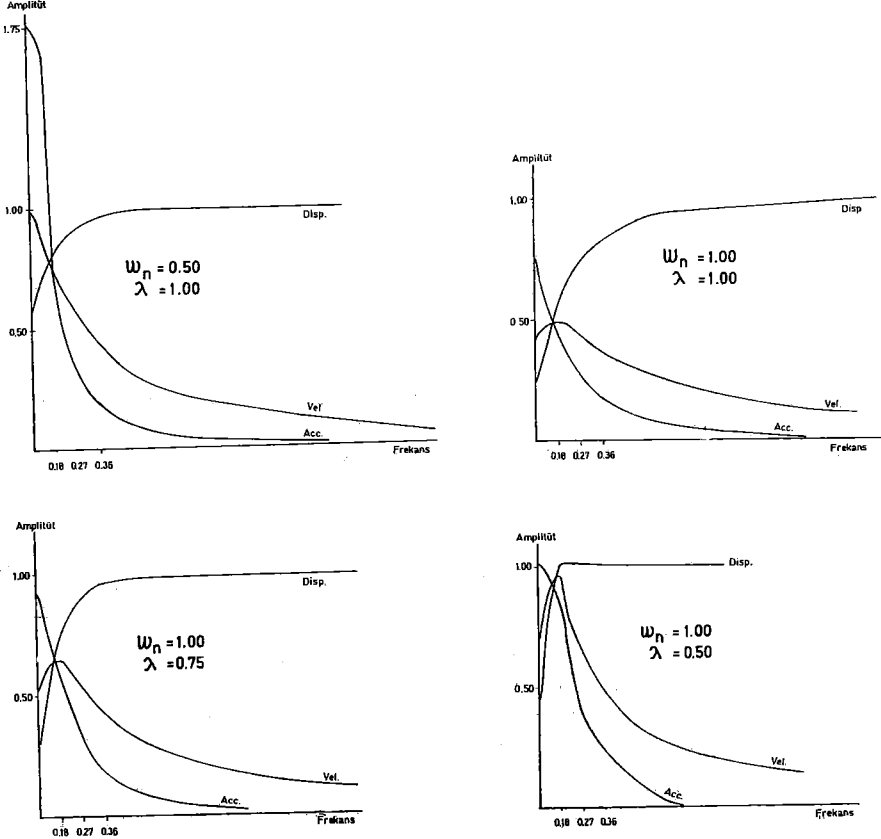 Amplitüt
1.75
1.00
Disp.
Wn = 0.50
λ = 1.00
0.50
Vel
Acc.
Frekans
0.18 0.27 0.36
Amplitüt
1.00
Disp
Wn = 1.00
λ = 1.00
0.50
Vel.
Acc.
Frekans
0.18 0.27 0.36
Amplitüt
1.00
Disp.
Wn = 1.00
λ = 0.75
0.50
Vel.
Acc.
Frekans
0.18 0.27 0.36
Amplitüt
1.00
Disp.
Wn = 1.00
λ = 0.50
0.50
Vel.
Acc.
Frekans
0.18 0.27 0.36